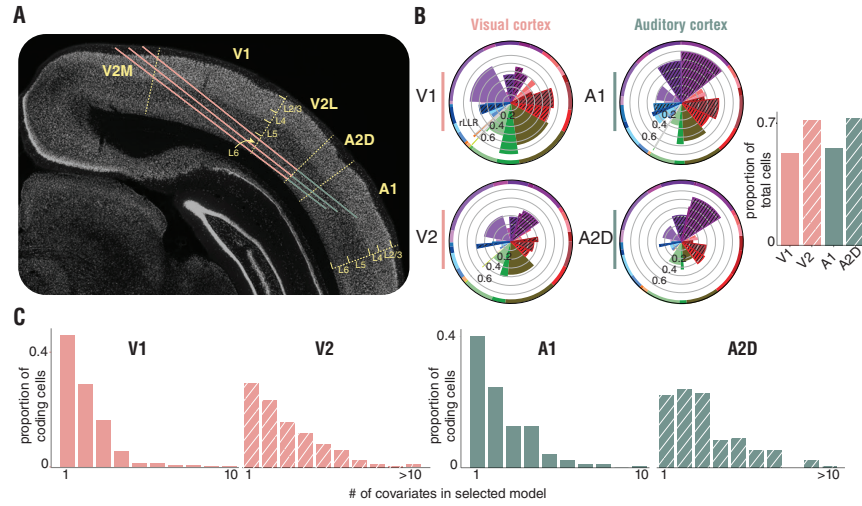 A
V1
V2M
V2L
L2/3
L4
L5
L6
A2D
A1
L6
L5
L4
L2/3
B
Visual cortex
Auditory cortex
V1
rLLR
0.2
0.4
0.6
A1
0.2
0.4
0.6
V2
0.2
0.4
0.6
A2D
0.2
0.4
0.6
proportion of
total cells
0.7
0
V1
V2
A1
A2D
C
proportion of
coding cells
0.4
0
V1
1
10
V2
1
>10
proportion of
coding cells
0.4
0
A1
1
10
A2D
1
>10
# of covariates in selected model